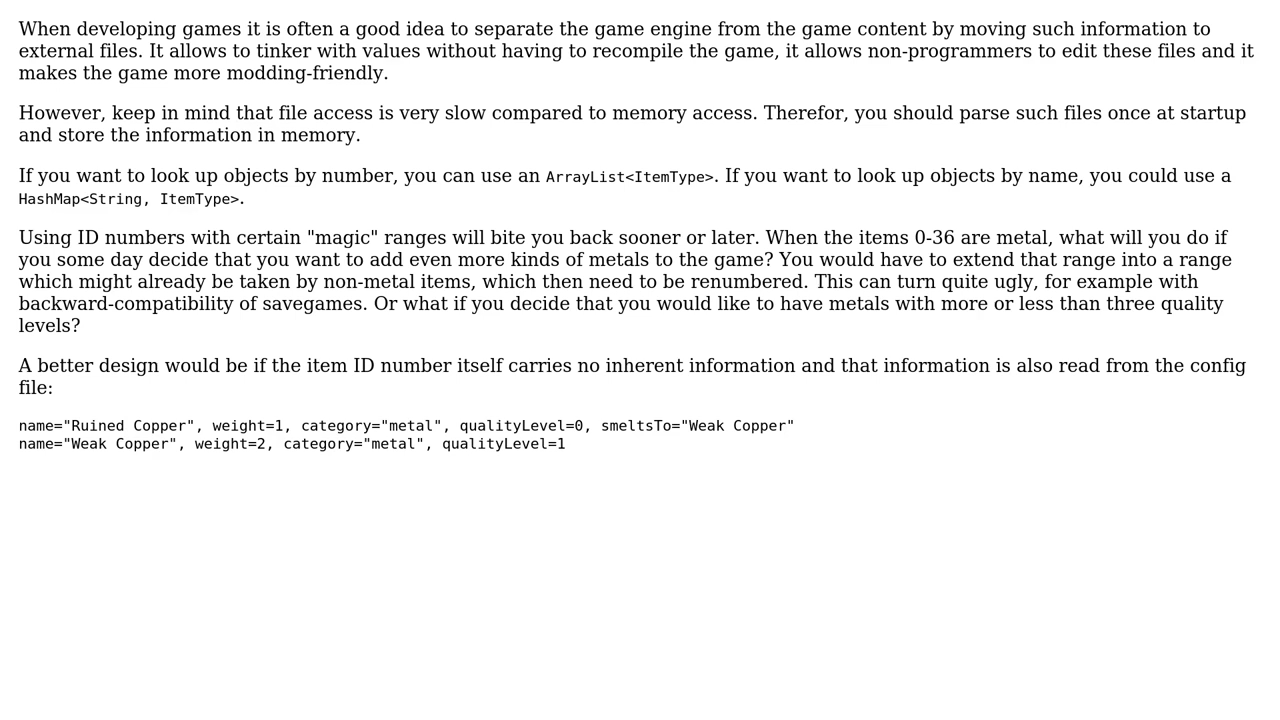 When developing games it is often a good idea to separate the game engine from the game content by moving such information to
external files. It allows to tinker with values without having to recompile the game, it allows non-programmers to edit these files and it
makes the game more modding-friendly.
However, keep in mind that file access is very slow compared to memory access. Therefor, you should parse such files once at startup
and store the information in memory.
If you want to look up objects by number, you can use an ArrayList<ItemType>. If you want to look up objects by name, you could use a
HashMap<String, ItemType>.
Using ID numbers with certain "magic" ranges will bite you back sooner or later. When the items 0-36 are metal, what will you do if
you some day decide that you want to add even more kinds of metals to the game? You would have to extend that range into a range
which might already be taken by non-metal items, which then need to be renumbered. This can turn quite ugly, for example with
backward-compatibility of savegames. Or what if you decide that you would like to have metals with more or less than three quality
levels?
A better design would be if the item ID number itself carries no inherent information and that information is also read from the config
file:
name="Ruined Copper", weight=1, category="metal", qualityLevel=0, smeltsTo="Weak Copper"
name="Weak Copper", weight=2, category="metal", qualityLevel=1